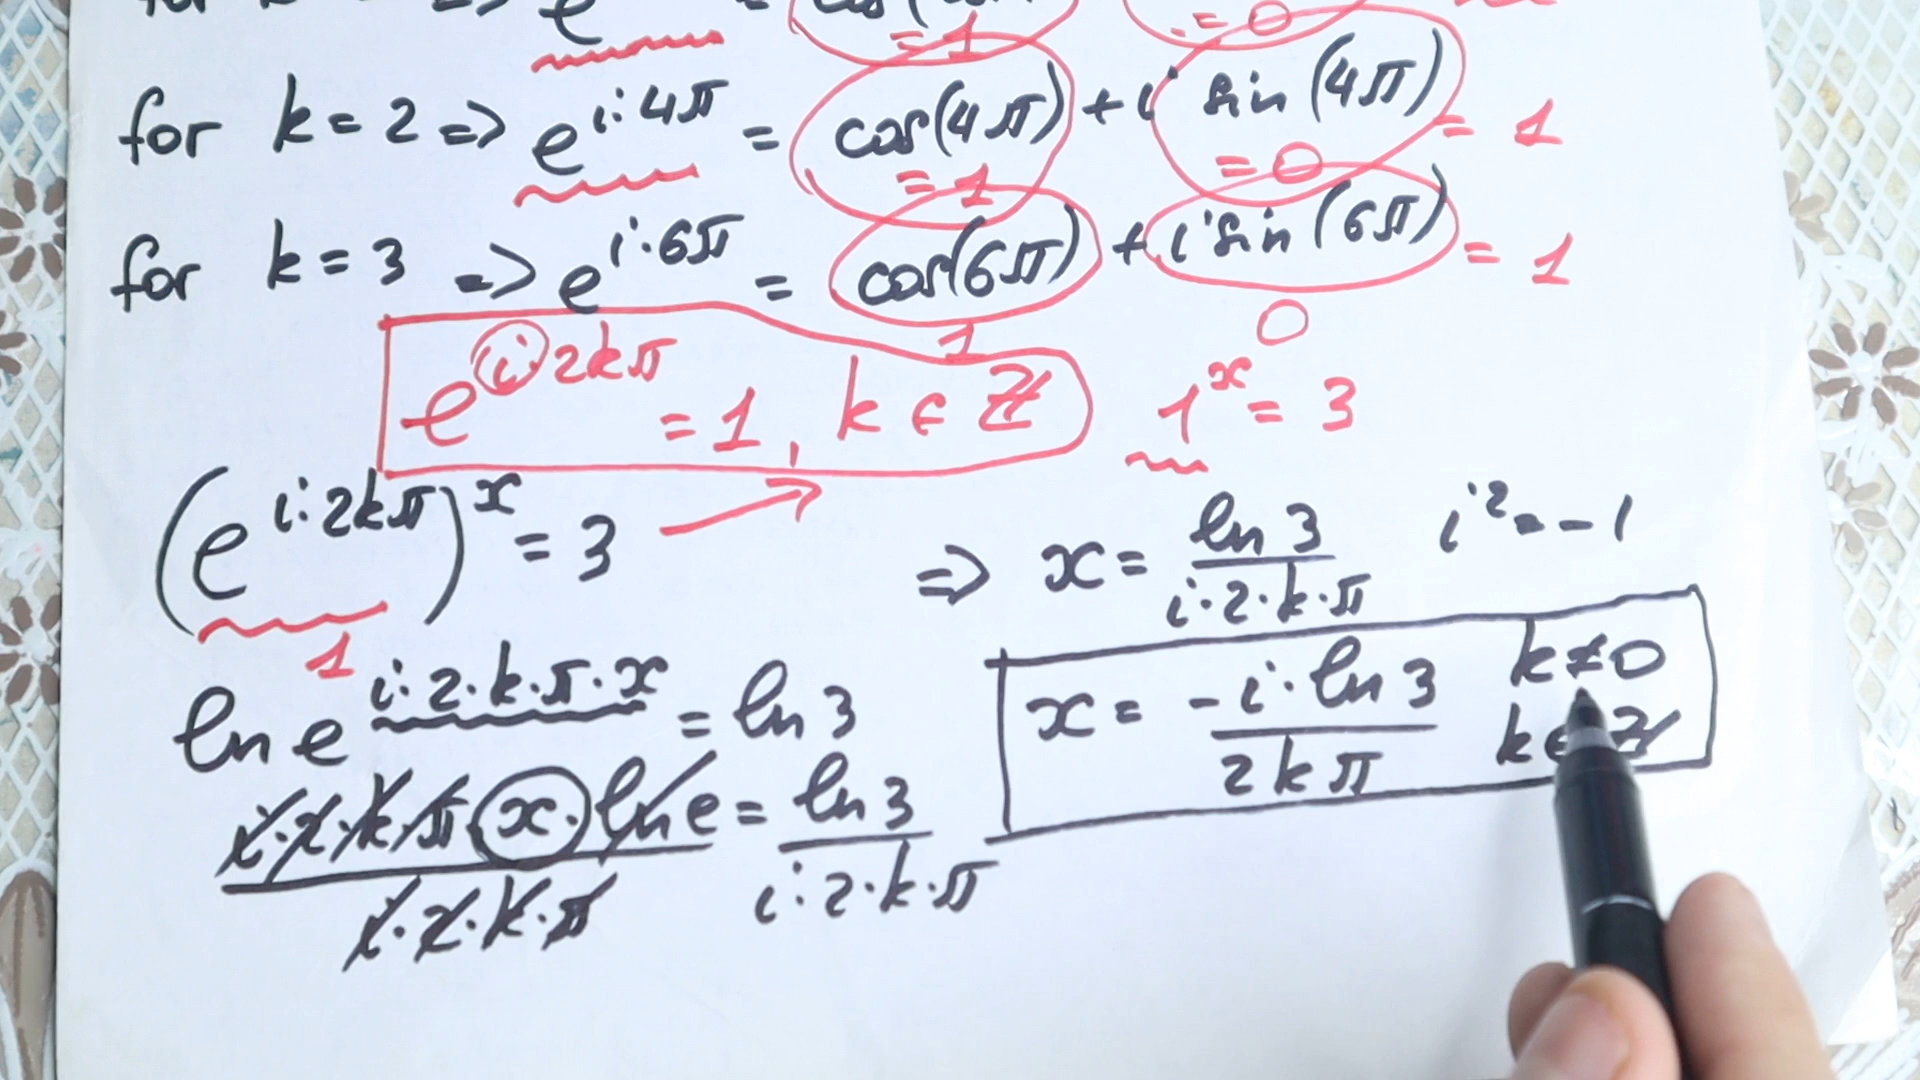 for k=2 => e^{i·4π} = cos(4π) + i sin(4π) = 1
= 1 = 0
for k=3 => e^{i·6π} = cos(6π) + i sin(6π) = 1
1 0
e^{i·2kπ} = 1, k ∈ ℤ 1^x = 3
(e^{i·2kπ})^x = 3
1
=> x = ln 3 / i·2·k·π i² = -1
ln e^{i·2·k·π·x} = ln 3
x = -i·ln 3 / 2kπ k≠0
k∈ℤ
i·2·k·π·x·ln e / i·2·k·π = ln 3 / i·2·k·π